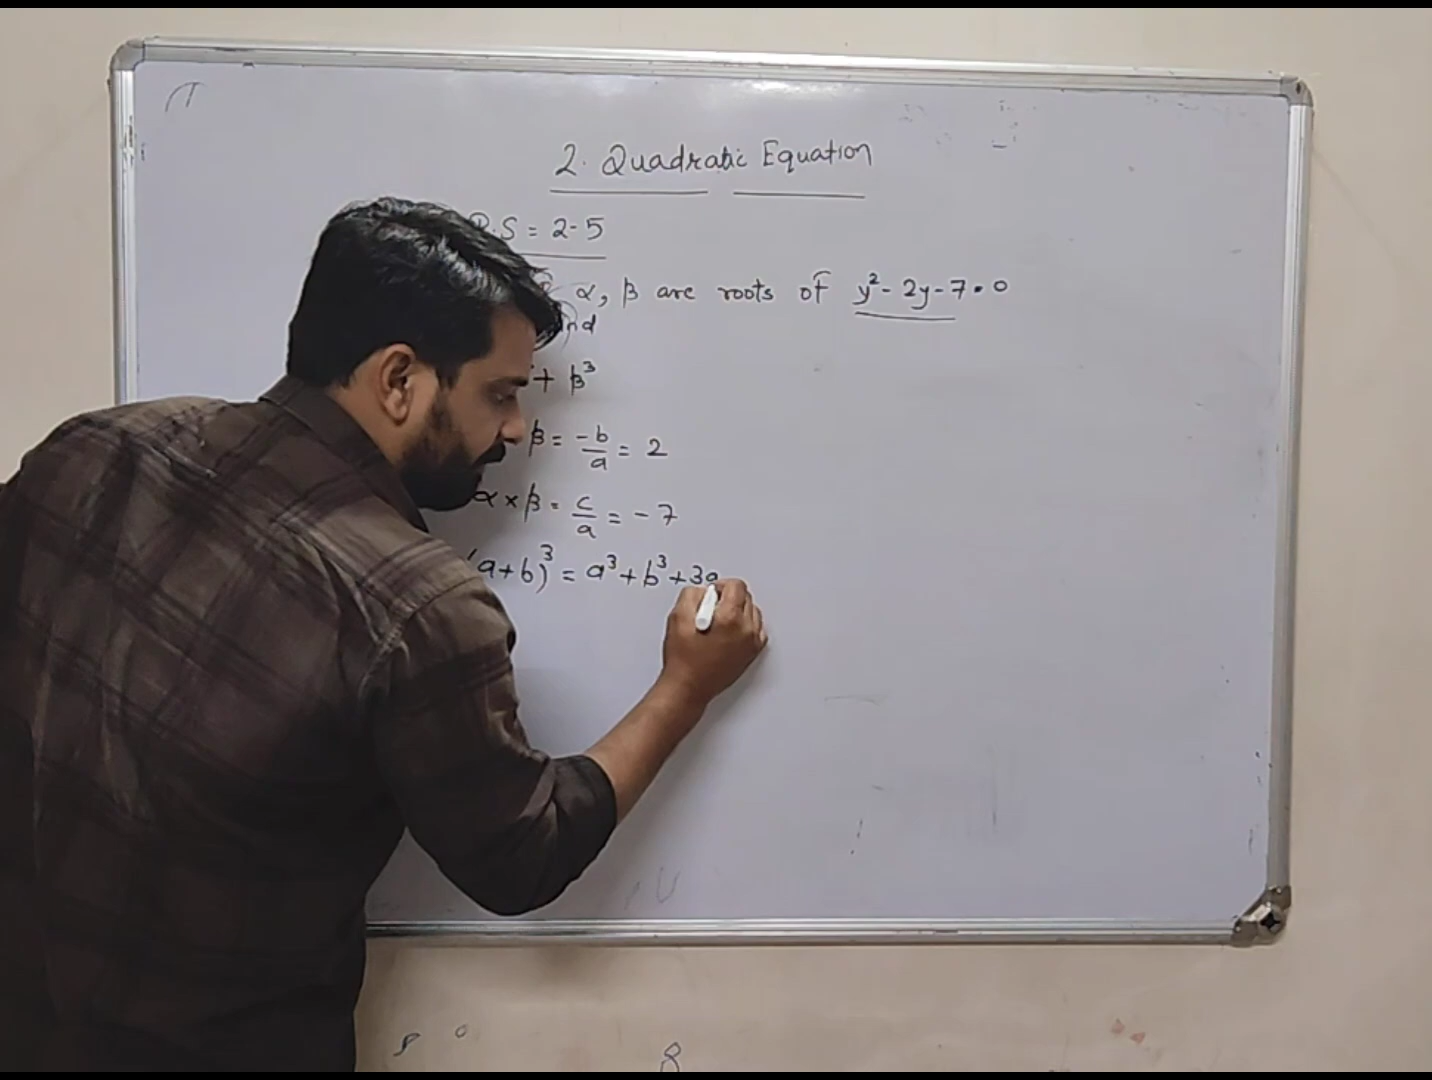 2. Quadratic Equation
P.S = 2.5
α, β are roots of y² - 2y - 7 = 0
+ β³
β = -b/a = 2
α × β = c/a = -7
(a+b)³ = a³ + b³ + 3a